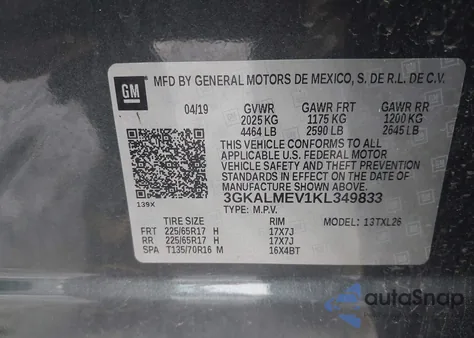 GM
MFD BY GENERAL MOTORS DE MEXICO, S. DE R.L. DE C.V.
04/19 GVWR GAWR FRT GAWR RR
2025 KG 1175 KG 1200 KG
4464 LB 2590 LB 2645 LB
THIS VEHICLE CONFORMS TO ALL
APPLICABLE U.S. FEDERAL MOTOR
VEHICLE SAFETY AND THEFT PREVENTION
STANDARDS IN EFFECT ON THE DATE OF
MANUFACTURE SHOWN ABOVE.
139X
3GKALMEV1KL349833
TYPE: M.P.V. MODEL: 13TXL26
TIRE SIZE RIM
FRT 225/65R17 H 17X7J
RR 225/65R17 H 17X7J
SPA T135/70R16 M 16X4BT
autoSnap